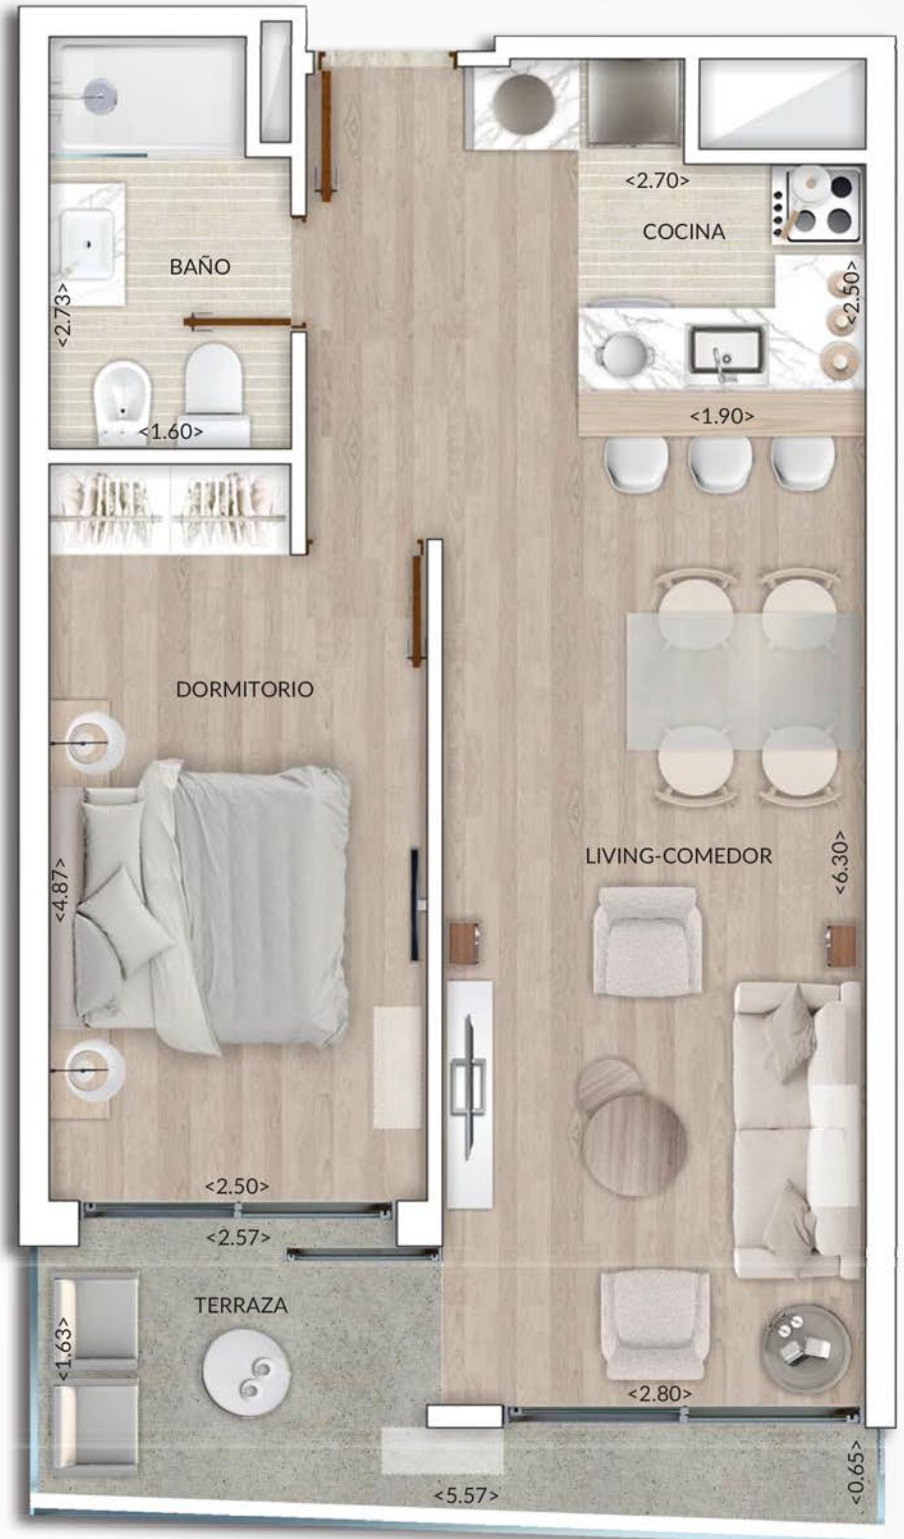 <2.70>
COCINA
BAÑO
<2.73>
<2.50>
<1.90>
<1.60>
DORMITORIO
LIVING-COMEDOR
<6.30>
<4.87>
<2.50>
<2.57>
TERRAZA
<1.63>
<2.80>
<0.65>
<5.57>